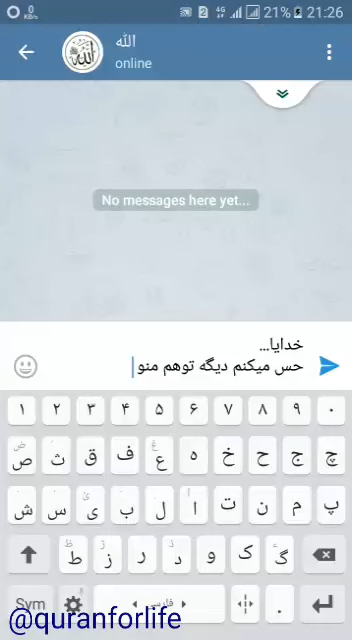 0 KB/s 4G 21% 21:26
الله
online
No messages here yet...
خدایا...
حس میکنم دیگه توهم منو
۱ ۲ ۳ ۴ ۵ ۶ ۷ ۸ ۹ ۰
ص ث ق ف ع ه خ ح ج چ
ش س ی ب ل ا ت ن م پ
ط ز ر د و ک گ
Sym فارسی .
@quranforlife